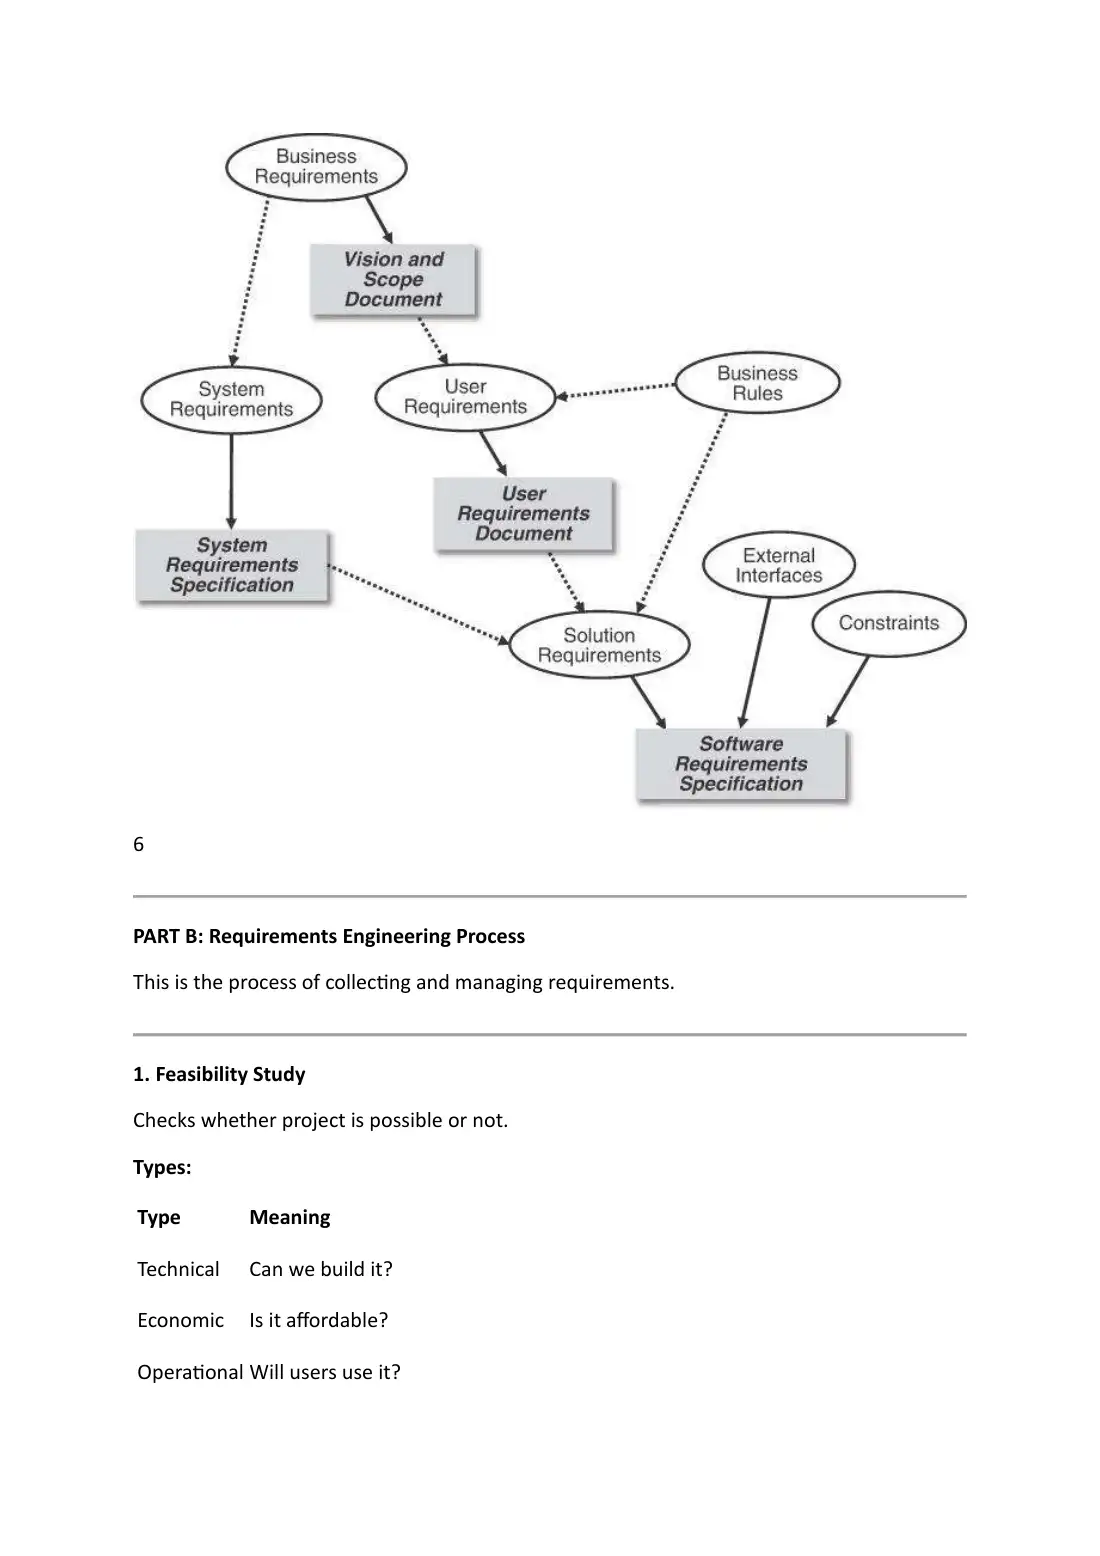 Business
Requirements
Vision and
Scope
Document
System
Requirements
User
Requirements
Business
Rules
User
Requirements
Document
System
Requirements
Specification
External
Interfaces
Constraints
Solution
Requirements
Software
Requirements
Specification
6
PART B: Requirements Engineering Process
This is the process of collecting and managing requirements.
1. Feasibility Study
Checks whether project is possible or not.
Types:
Type Meaning
Technical Can we build it?
Economic Is it affordable?
Operational Will users use it?